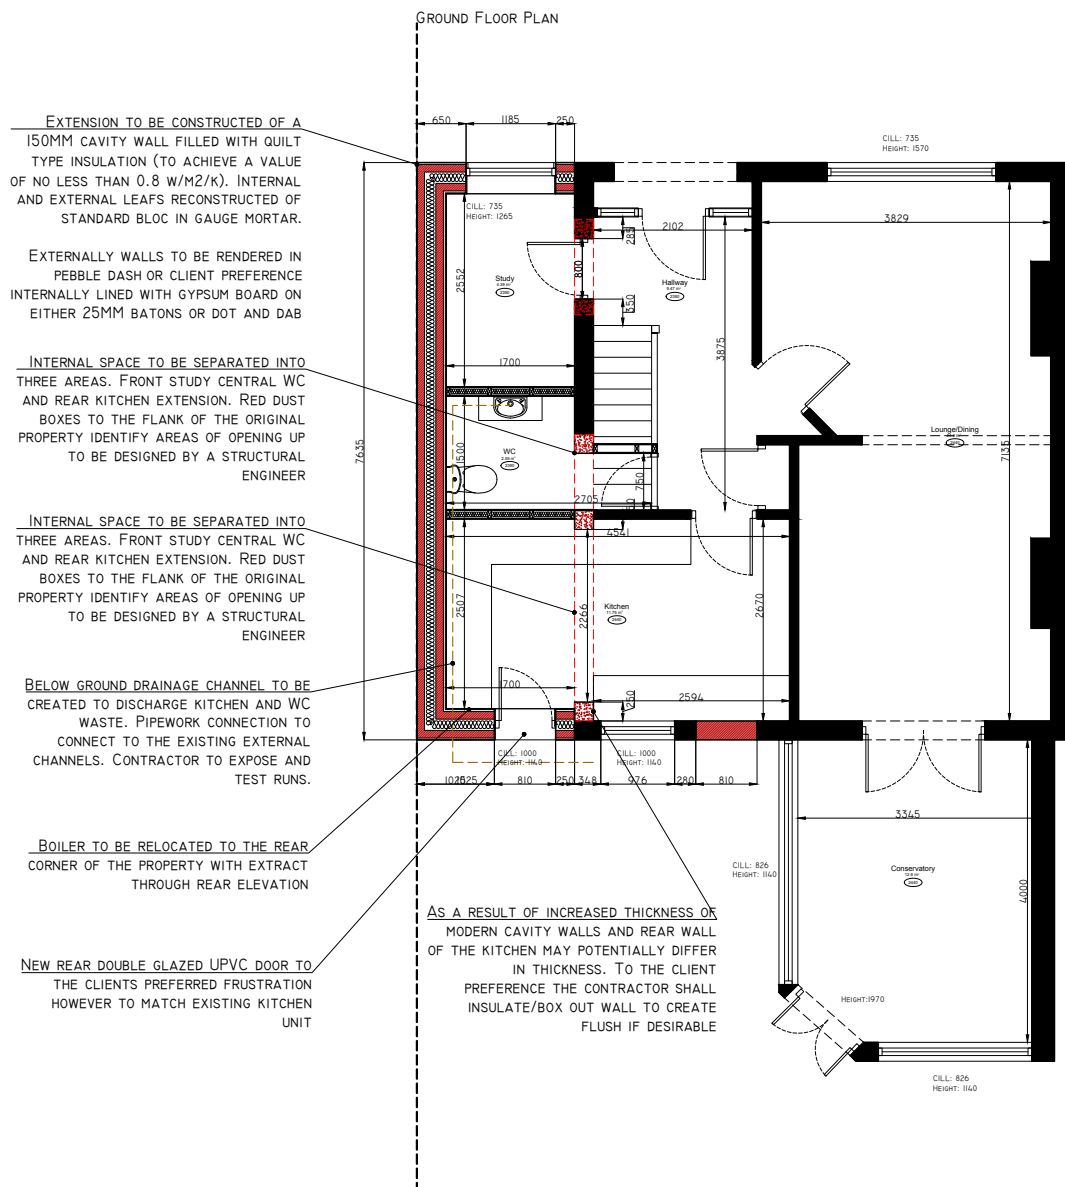 GROUND FLOOR PLAN
EXTENSION TO BE CONSTRUCTED OF A
150MM CAVITY WALL FILLED WITH QUILT
TYPE INSULATION (TO ACHIEVE A VALUE
OF NO LESS THAN 0.8 W/M2/K). INTERNAL
AND EXTERNAL LEAFS RECONSTRUCTED OF
STANDARD BLOC IN GAUGE MORTAR.
EXTERNALLY WALLS TO BE RENDERED IN
PEBBLE DASH OR CLIENT PREFERENCE
INTERNALLY LINED WITH GYPSUM BOARD ON
EITHER 25MM BATONS OR DOT AND DAB
INTERNAL SPACE TO BE SEPARATED INTO
THREE AREAS. FRONT STUDY CENTRAL WC
AND REAR KITCHEN EXTENSION. RED DUST
BOXES TO THE FLANK OF THE ORIGINAL
PROPERTY IDENTIFY AREAS OF OPENING UP
TO BE DESIGNED BY A STRUCTURAL
ENGINEER
INTERNAL SPACE TO BE SEPARATED INTO
THREE AREAS. FRONT STUDY CENTRAL WC
AND REAR KITCHEN EXTENSION. RED DUST
BOXES TO THE FLANK OF THE ORIGINAL
PROPERTY IDENTIFY AREAS OF OPENING UP
TO BE DESIGNED BY A STRUCTURAL
ENGINEER
BELOW GROUND DRAINAGE CHANNEL TO BE
CREATED TO DISCHARGE KITCHEN AND WC
WASTE. PIPEWORK CONNECTION TO
CONNECT TO THE EXISTING EXTERNAL
CHANNELS. CONTRACTOR TO EXPOSE AND
TEST RUNS.
BOILER TO BE RELOCATED TO THE REAR
CORNER OF THE PROPERTY WITH EXTRACT
THROUGH REAR ELEVATION
NEW REAR DOUBLE GLAZED UPVC DOOR TO
THE CLIENTS PREFERRED FRUSTRATION
HOWEVER TO MATCH EXISTING KITCHEN
UNIT
AS A RESULT OF INCREASED THICKNESS OF
MODERN CAVITY WALLS AND REAR WALL
OF THE KITCHEN MAY POTENTIALLY DIFFER
IN THICKNESS. TO THE CLIENT
PREFERENCE THE CONTRACTOR SHALL
INSULATE/BOX OUT WALL TO CREATE
FLUSH IF DESIRABLE
650
1185
250
CILL: 735
HEIGHT: 1570
CILL: 735
HEIGHT: 1265
2102
285
3829
2552
800
Study
2390
Hallway
2390
350
3875
1700
7635
1500
WC
2390
Lounge/Dining
7135
750
2705
4541
2507
2266
Kitchen
11.75 m²
2440
2670
1700
250
2594
CILL: 1000
HEIGHT: 1140
CILL: 1000
HEIGHT: 1140
1025
810
250
348
976
280
810
3345
CILL: 826
HEIGHT: 1140
Conservatory
2440
4000
HEIGHT:1970
CILL: 826
HEIGHT: 1140